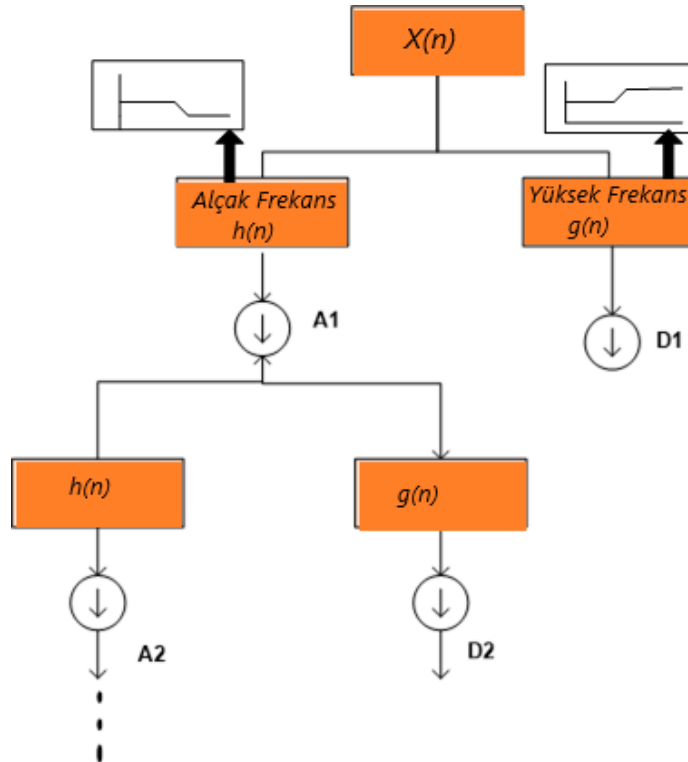 X(n)
Alçak Frekans
h(n)
Yüksek Frekans
g(n)
A1
D1
h(n)
g(n)
A2
D2